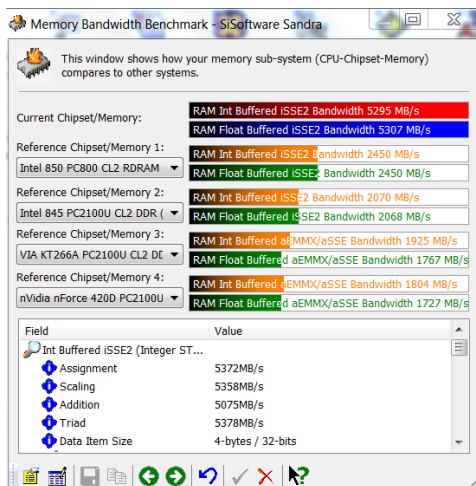 Memory Bandwidth Benchmark - SiSoftware Sandra
This window shows how your memory sub-system (CPU-Chipset-Memory)
compares to other systems.
Current Chipset/Memory:
RAM Int Buffered iSSE2 Bandwidth 5295 MB/s
RAM Float Buffered iSSE2 Bandwidth 5307 MB/s
Reference Chipset/Memory 1:
Intel 850 PC800 CL2 RDRAM
RAM Int Buffered iSSE2 Bandwidth 2450 MB/s
RAM Float Buffered iSSE2 Bandwidth 2450 MB/s
Reference Chipset/Memory 2:
Intel 845 PC2100U CL2 DDR (
RAM Int Buffered iSSE2 Bandwidth 2070 MB/s
RAM Float Buffered iSSE2 Bandwidth 2068 MB/s
Reference Chipset/Memory 3:
VIA KT266A PC2100U CL2 DE
RAM Int Buffered aEMMX/aSSE Bandwidth 1925 MB/s
RAM Float Buffered aEMMX/aSSE Bandwidth 1767 MB/s
Reference Chipset/Memory 4:
nVidia nForce 420D PC2100U
RAM Int Buffered aEMMX/aSSE Bandwidth 1804 MB/s
RAM Float Buffered aEMMX/aSSE Bandwidth 1727 MB/s
Field Value
Int Buffered iSSE2 (Integer ST...
Assignment 5372MB/s
Scaling 5358MB/s
Addition 5075MB/s
Triad 5378MB/s
Data Item Size 4-bytes / 32-bits